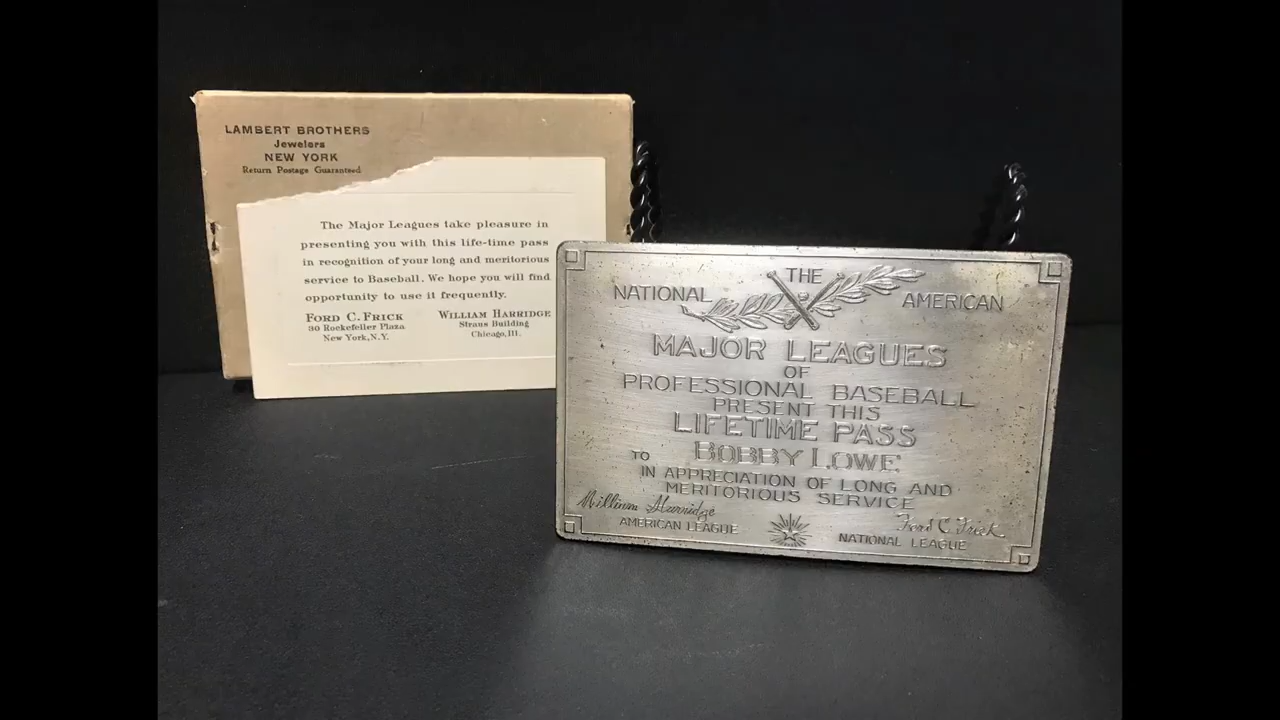 LAMBERT BROTHERS
Jewelers
NEW YORK
Return Postage Guaranteed
The Major Leagues take pleasure in
presenting you with this life-time pass
in recognition of your long and meritorious
service to Baseball. We hope you will find
opportunity to use it frequently.
FORD C. FRICK
30 Rockefeller Plaza
New York, N.Y.
WILLIAM HARRIDGE
Straus Building
Chicago, Ill.
THE
NATIONAL AMERICAN
MAJOR LEAGUES
OF
PROFESSIONAL BASEBALL
PRESENT THIS
LIFETIME PASS
TO BOBBY LOWE
IN APPRECIATION OF LONG AND
MERITORIOUS SERVICE
William Harridge
AMERICAN LEAGUE
Ford C Frick
NATIONAL LEAGUE